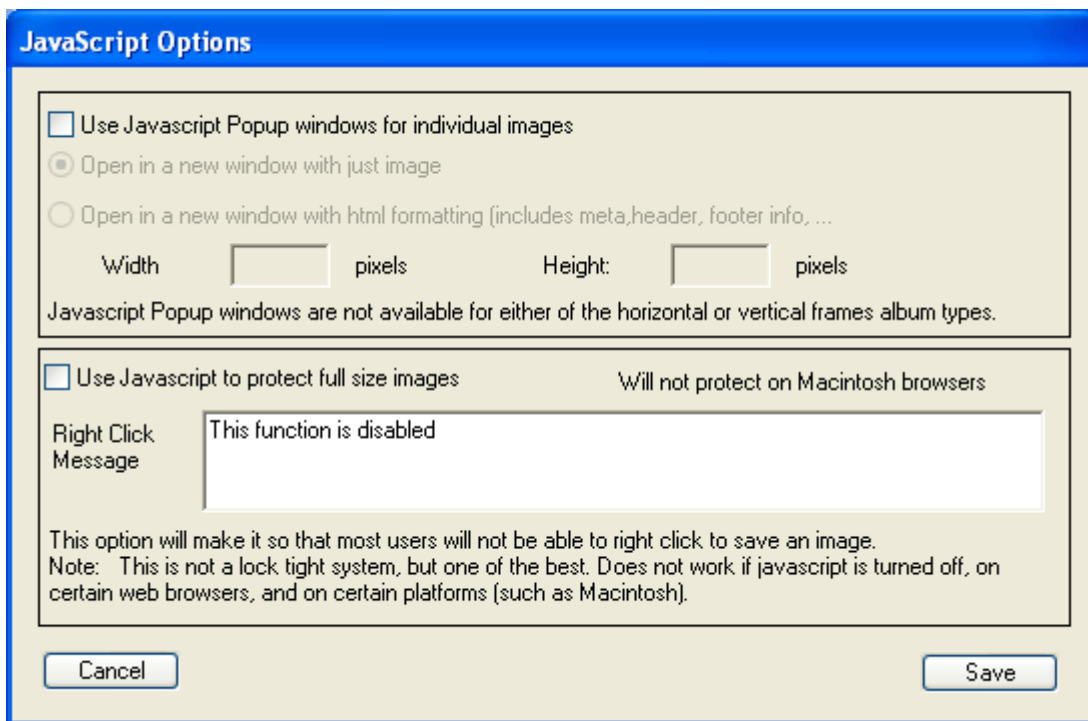 JavaScript Options
Use Javascript Popup windows for individual images
Open in a new window with just image
Open in a new window with html formatting (includes meta,header, footer info, ...
Width pixels Height: pixels
Javascript Popup windows are not available for either of the horizontal or vertical frames album types.
Use Javascript to protect full size images Will not protect on Macintosh browsers
Right Click
Message
This function is disabled
This option will make it so that most users will not be able to right click to save an image.
Note: This is not a lock tight system, but one of the best. Does not work if javascript is turned off, on
certain web browsers, and on certain platforms (such as Macintosh).
Cancel Save